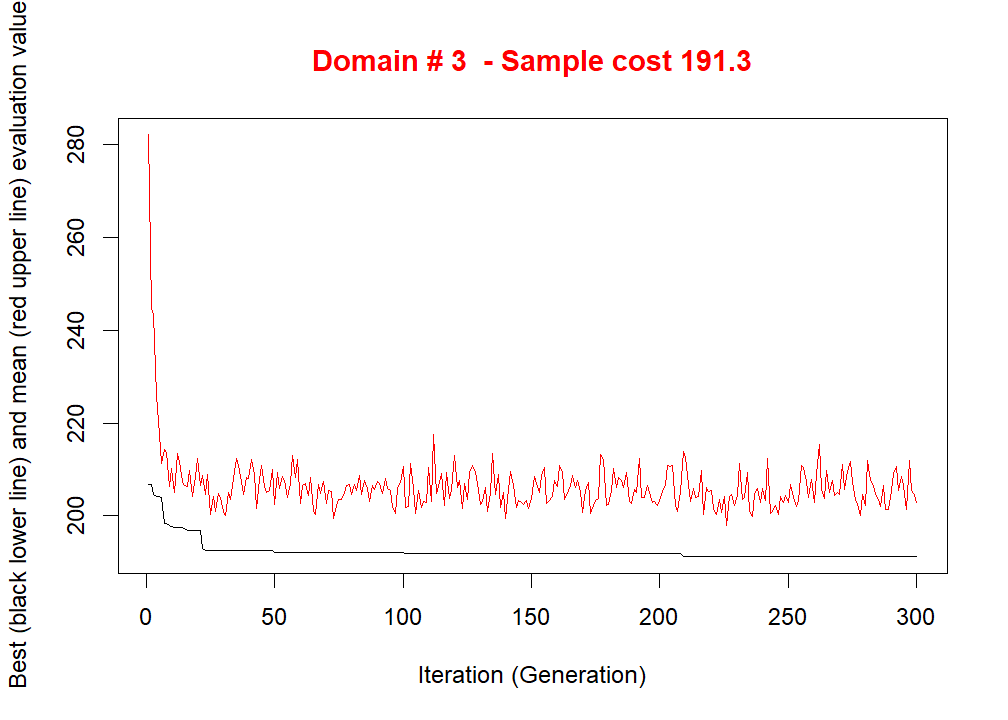 Domain # 3  - Sample cost 191.3
Best (black lower line) and mean (red upper line) evaluation value
280
260
240
220
200
0 50 100 150 200 250 300
Iteration (Generation)